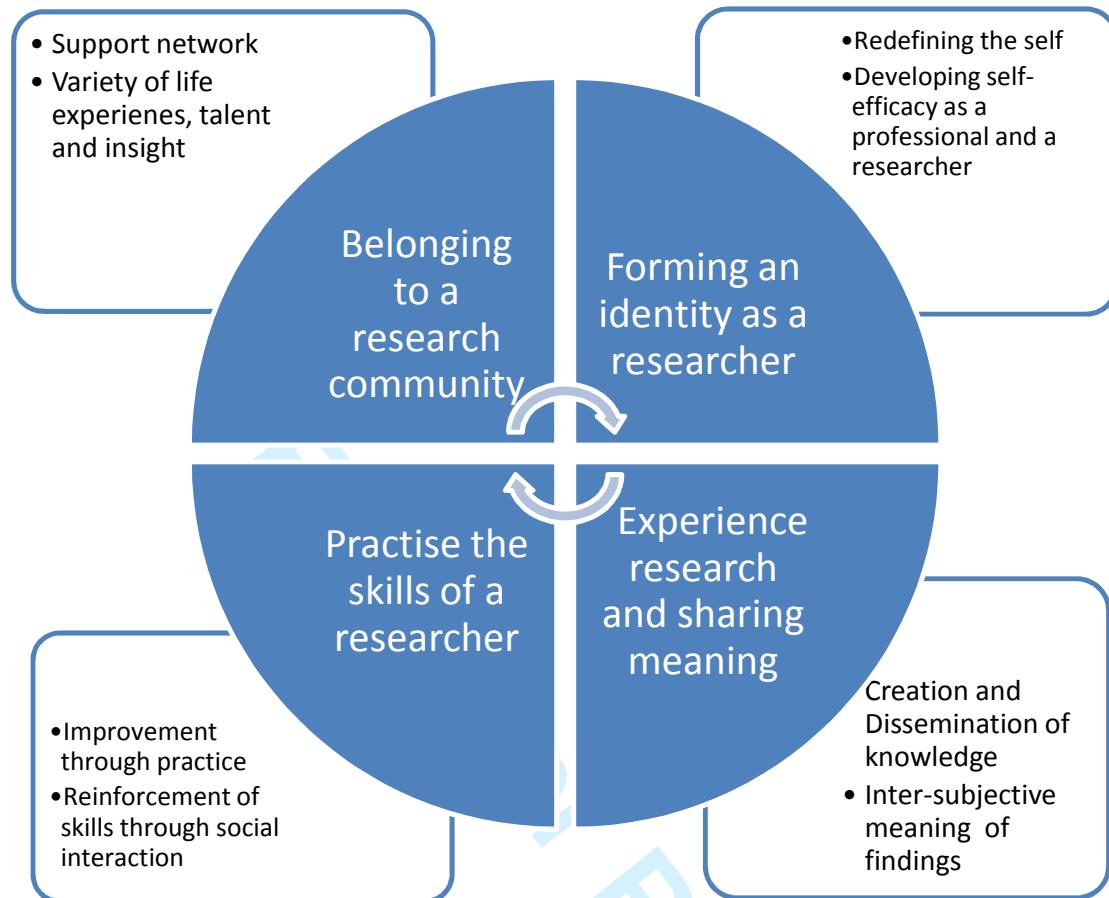 • Support network
• Variety of life
experienes, talent
and insight
•Redefining the self
•Developing self-
efficacy as a
professional and a
researcher
Belonging
to a
research
community
Forming an
identity as a
researcher
Practise the
skills of a
researcher
Experience
research
and sharing
meaning
•Improvement
through practice
•Reinforcement of
skills through social
interaction
Creation and
Dissemination of
knowledge
• Inter-subjective
meaning of
findings